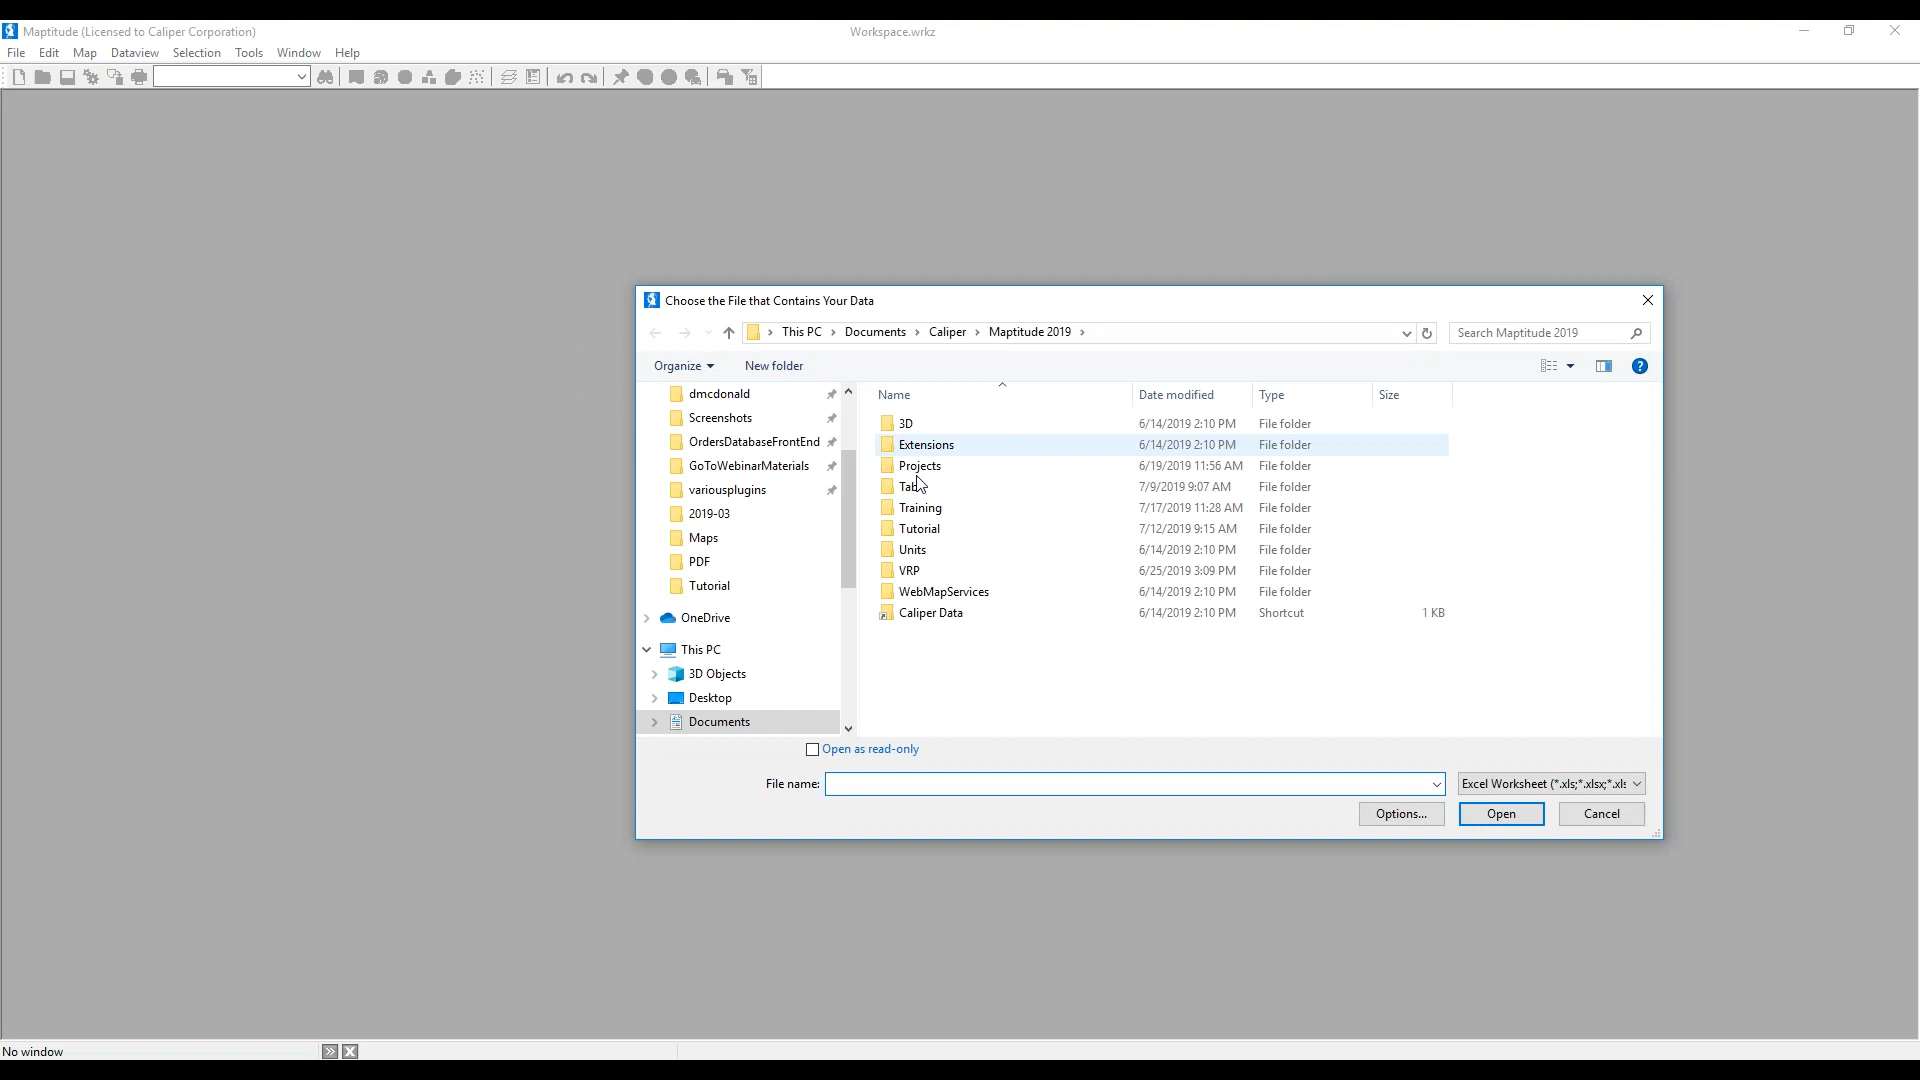 Maptitude (Licensed to Caliper Corporation)
Workspace.wrkz
File Edit Map Dataview Selection Tools Window Help
Choose the File that Contains Your Data
This PC › Documents › Caliper › Maptitude 2019 ›
Search Maptitude 2019
Organize New folder
dmcdonald
Screenshots
OrdersDatabaseFrontEnd
GoToWebinarMaterials
variousplugins
2019-03
Maps
PDF
Tutorial
OneDrive
This PC
3D Objects
Desktop
Documents
Name Date modified Type Size
3D 6/14/2019 2:10 PM File folder
Extensions 6/14/2019 2:10 PM File folder
Projects 6/19/2019 11:56 AM File folder
7/9/2019 9:07 AM File folder
Training 7/17/2019 11:28 AM File folder
Tutorial 7/12/2019 9:15 AM File folder
Units 6/14/2019 2:10 PM File folder
VRP 6/25/2019 3:09 PM File folder
WebMapServices 6/14/2019 2:10 PM File folder
Caliper Data 6/14/2019 2:10 PM Shortcut 1 KB
Open as read-only
File name:
Excel Worksheet (*.xls;*.xlsx;*.xls
Options... Open Cancel
No window